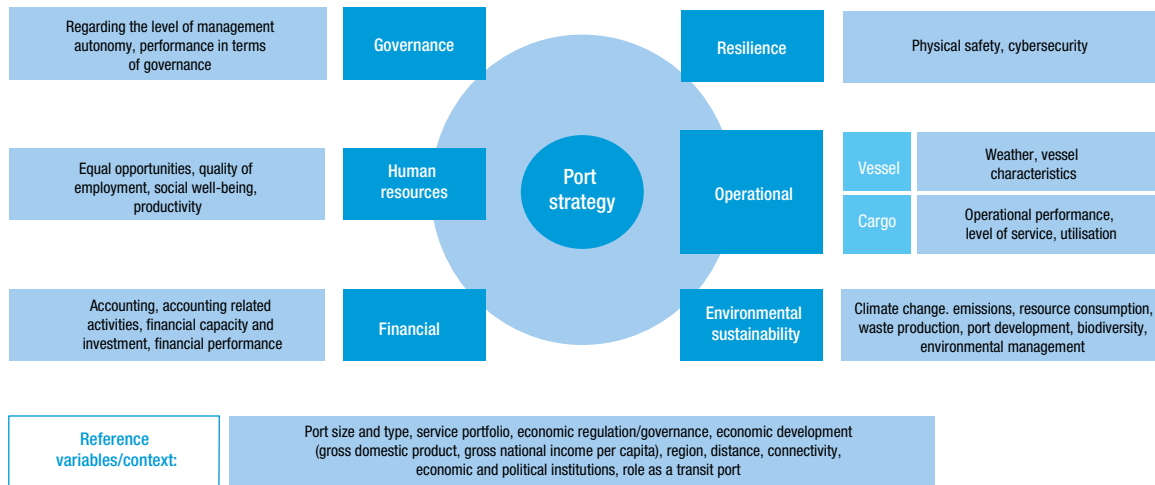 Regarding the level of management
autonomy, performance in terms
of governance
Governance
Resilience
Physical safety, cybersecurity
Equal opportunities, quality of
employment, social well-being,
productivity
Human
resources
Port
strategy
Operational
Vessel
Weather, vessel
characteristics
Cargo
Operational performance,
level of service, utilisation
Accounting, accounting related
activities, financial capacity and
investment, financial performance
Financial
Environmental
sustainability
Climate change. emissions, resource consumption,
waste production, port development, biodiversity,
environmental management
Reference
variables/context:
Port size and type, service portfolio, economic regulation/governance, economic development
(gross domestic product, gross national income per capita), region, distance, connectivity,
economic and political institutions, role as a transit port